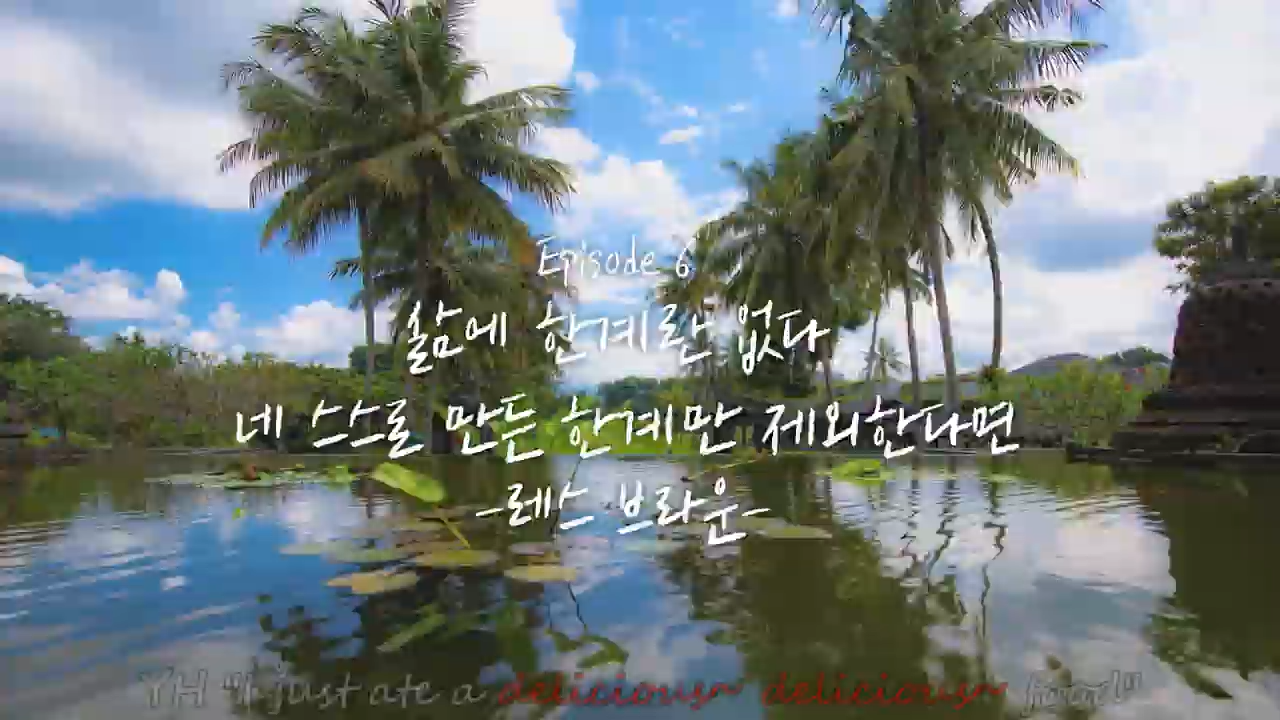 Episode 6
삶에 한계란 없다
네 스스로 만든 한계만 제외한다면
-레스 브라운-
YH "I just ate a delicious~ delicious~ food"